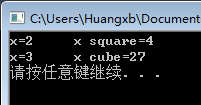 C:\Users\Huangxb\Document
x=2 x square=4
x=3 x cube=27
请按任意键继续. . .